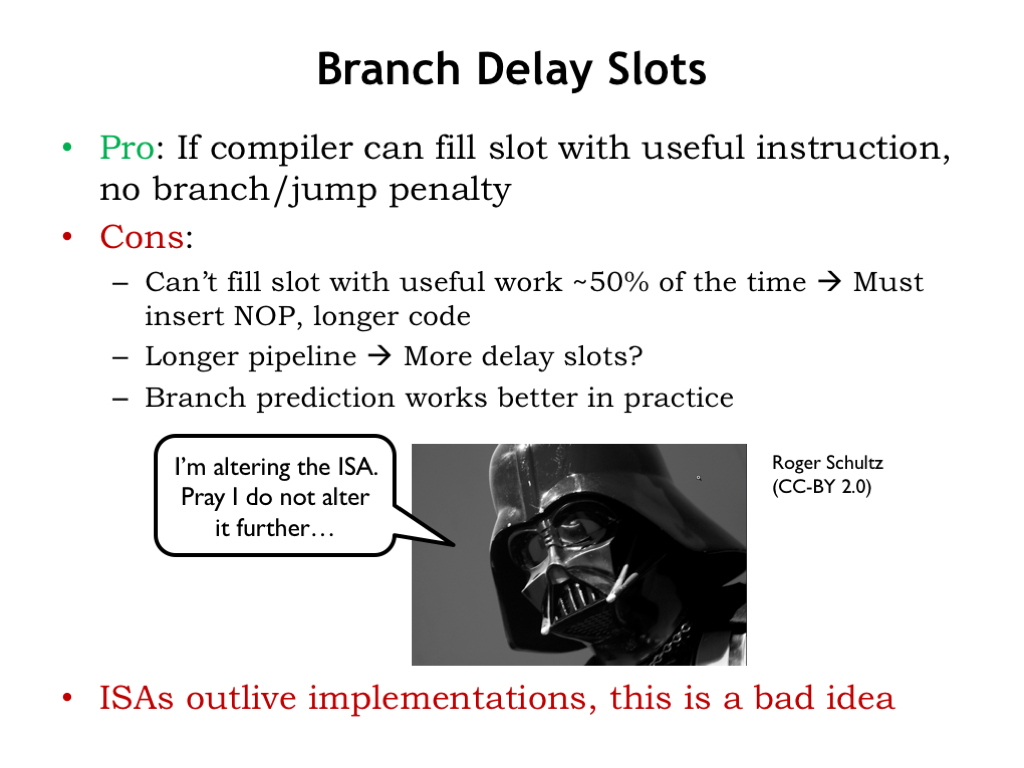 Branch Delay Slots
• Pro: If compiler can fill slot with useful instruction,
no branch/jump penalty
• Cons:
– Can’t fill slot with useful work ~50% of the time → Must
insert NOP, longer code
– Longer pipeline → More delay slots?
– Branch prediction works better in practice
I’m altering the ISA.
Pray I do not alter
it further…
Roger Schultz
(CC-BY 2.0)
• ISAs outlive implementations, this is a bad idea